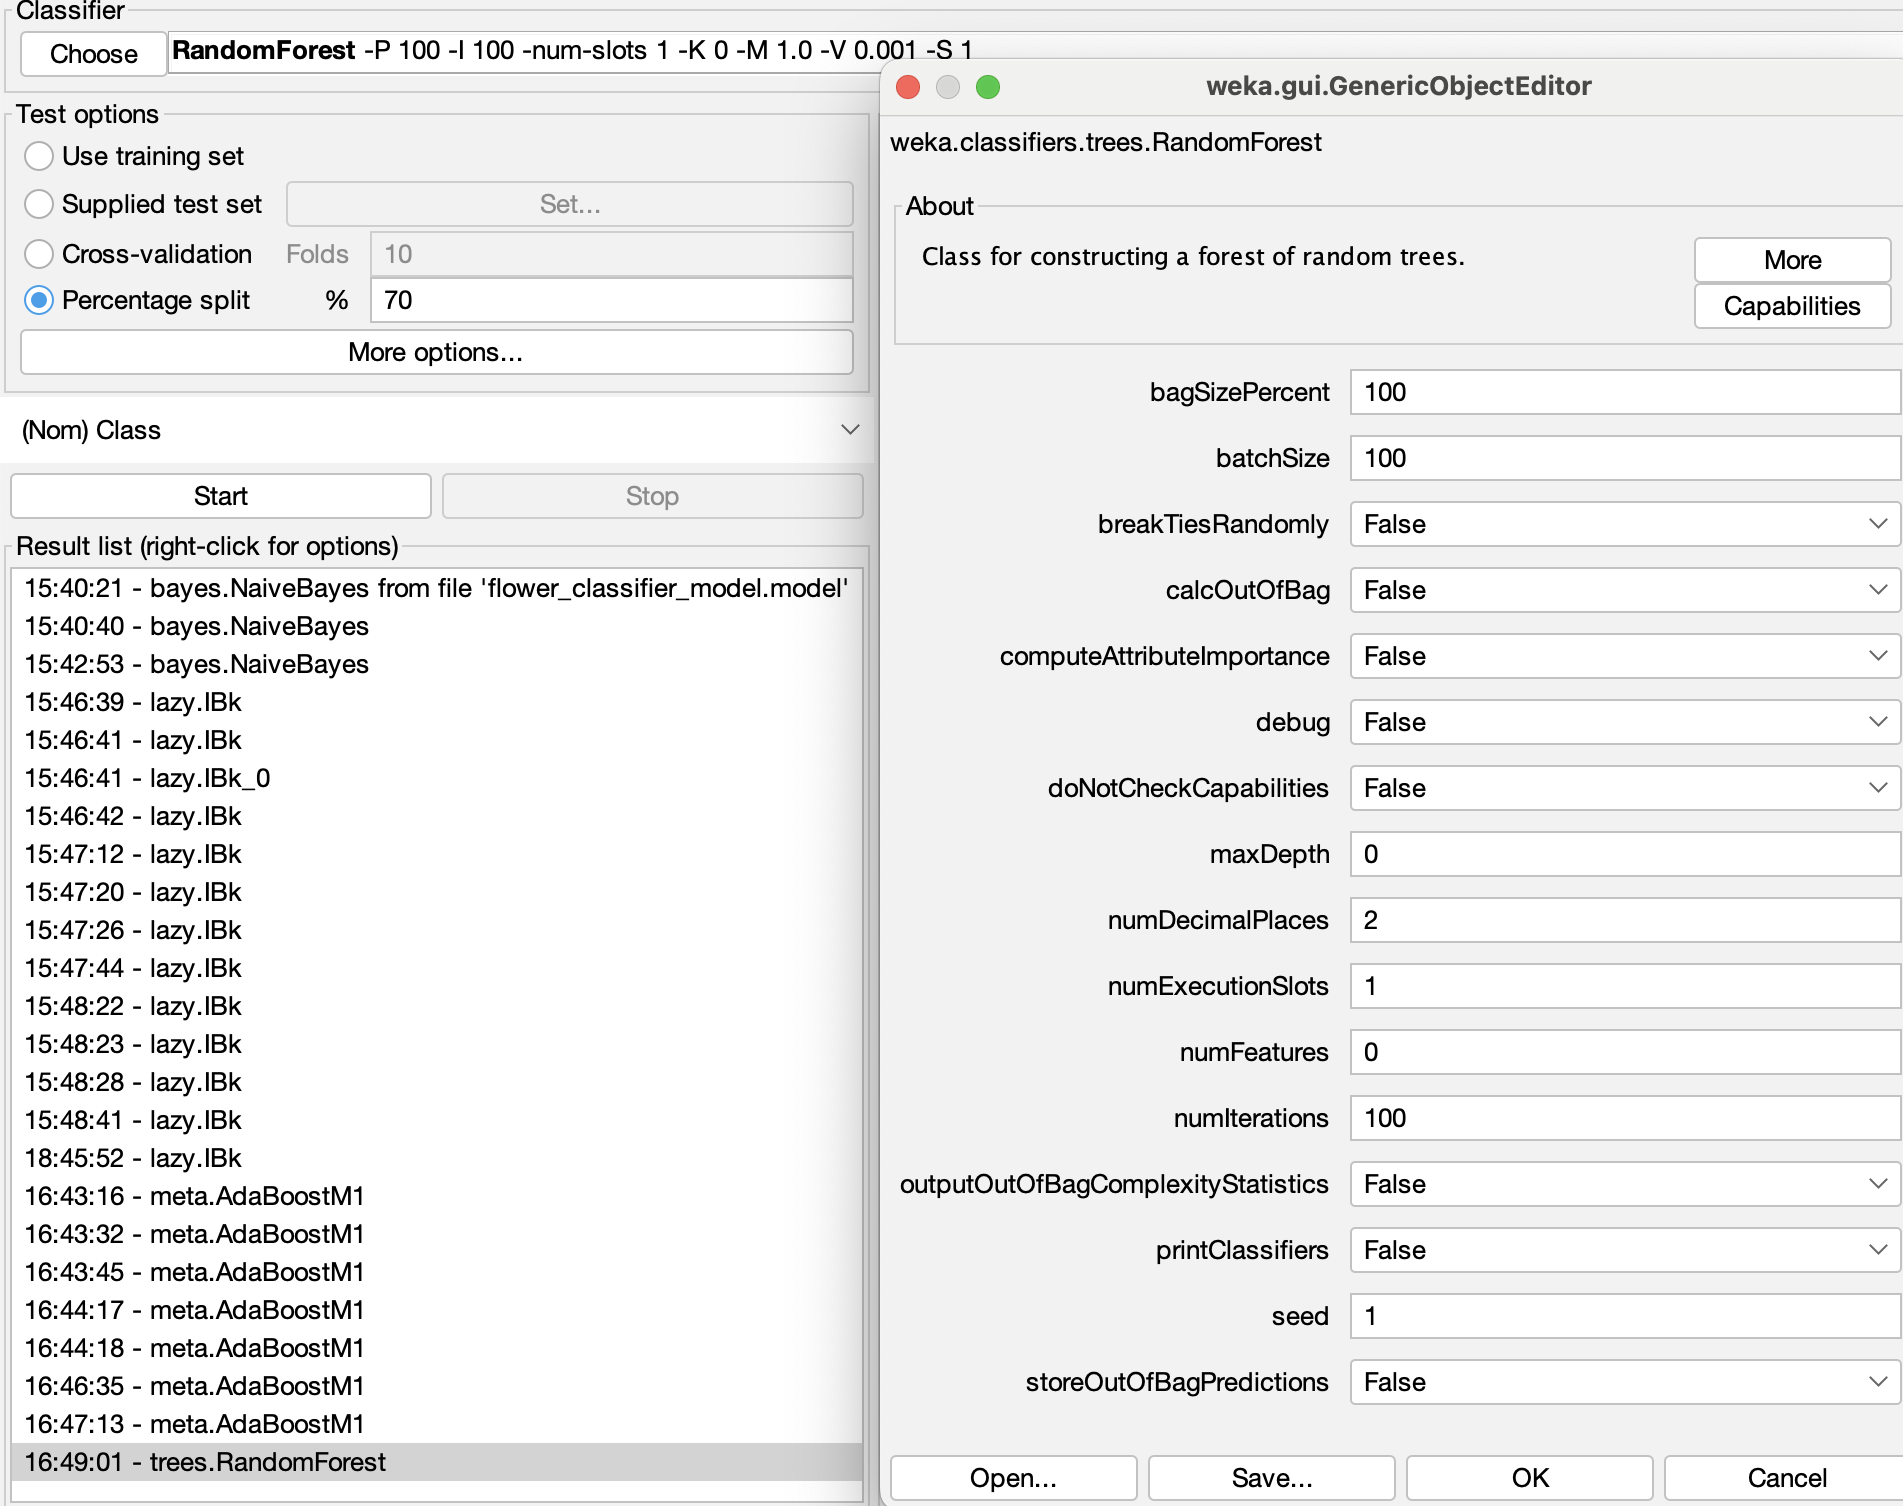 Classifier
Choose
RandomForest -P 100 -I 100 -num-slots 1 -K 0 -M 1.0 -V 0.001 -S 1
Test options
Use training set
Supplied test set Set...
Cross-validation Folds 10
Percentage split % 70
More options...
(Nom) Class
Start Stop
Result list (right-click for options)
15:40:21 - bayes.NaiveBayes from file 'flower_classifier_model.model'
15:40:40 - bayes.NaiveBayes
15:42:53 - bayes.NaiveBayes
15:46:39 - lazy.IBk
15:46:41 - lazy.IBk
15:46:41 - lazy.IBk_0
15:46:42 - lazy.IBk
15:47:12 - lazy.IBk
15:47:20 - lazy.IBk
15:47:26 - lazy.IBk
15:47:44 - lazy.IBk
15:48:22 - lazy.IBk
15:48:23 - lazy.IBk
15:48:28 - lazy.IBk
15:48:41 - lazy.IBk
18:45:52 - lazy.IBk
16:43:16 - meta.AdaBoostM1
16:43:32 - meta.AdaBoostM1
16:43:45 - meta.AdaBoostM1
16:44:17 - meta.AdaBoostM1
16:44:18 - meta.AdaBoostM1
16:46:35 - meta.AdaBoostM1
16:47:13 - meta.AdaBoostM1
16:49:01 - trees.RandomForest
weka.gui.GenericObjectEditor
weka.classifiers.trees.RandomForest
About
Class for constructing a forest of random trees.
More
Capabilities
bagSizePercent 100
batchSize 100
breakTiesRandomly False
calcOutOfBag False
computeAttributeImportance False
debug False
doNotCheckCapabilities False
maxDepth 0
numDecimalPlaces 2
numExecutionSlots 1
numFeatures 0
numIterations 100
outputOutOfBagComplexityStatistics False
printClassifiers False
seed 1
storeOutOfBagPredictions False
Open... Save... OK Cancel